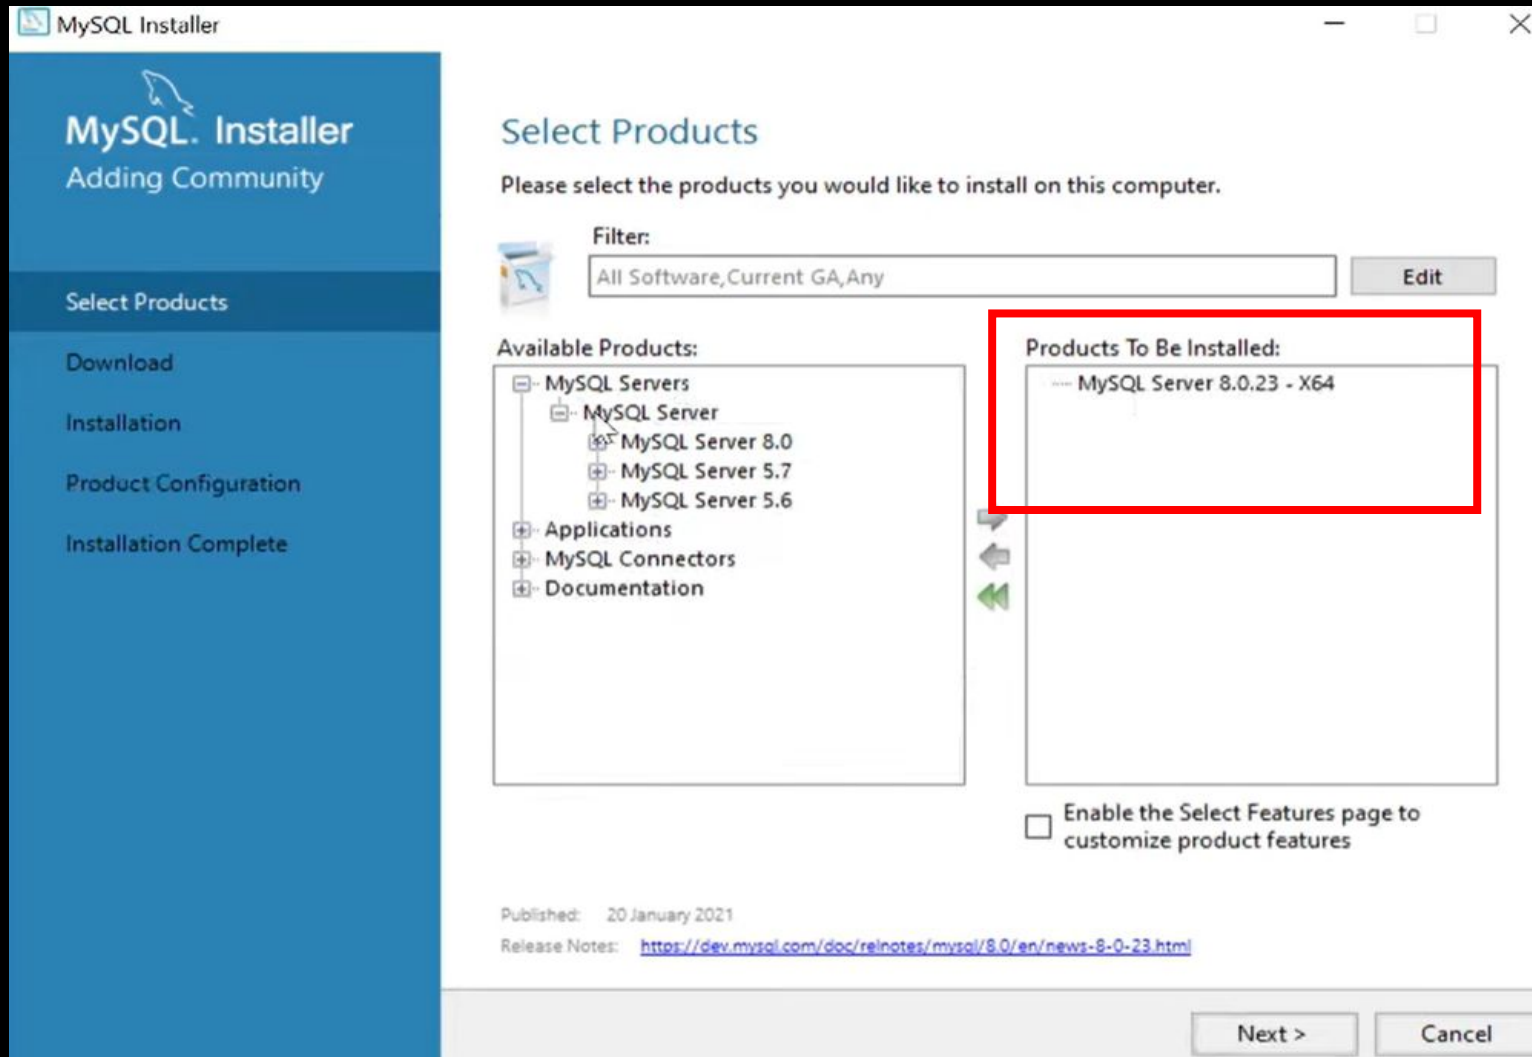 MySQL Installer
MySQL. Installer
Adding Community
Select Products
Download
Installation
Product Configuration
Installation Complete
Select Products
Please select the products you would like to install on this computer.
Filter:
All Software,Current GA,Any
Edit
Available Products:
MySQL Servers
MySQL Server
MySQL Server 8.0
MySQL Server 5.7
MySQL Server 5.6
Applications
MySQL Connectors
Documentation
Products To Be Installed:
MySQL Server 8.0.23 - X64
Enable the Select Features page to
customize product features
Published: 20 January 2021
Release Notes: https://dev.mysql.com/doc/relnotes/mysql/8.0/en/news-8-0-23.html
Next >
Cancel